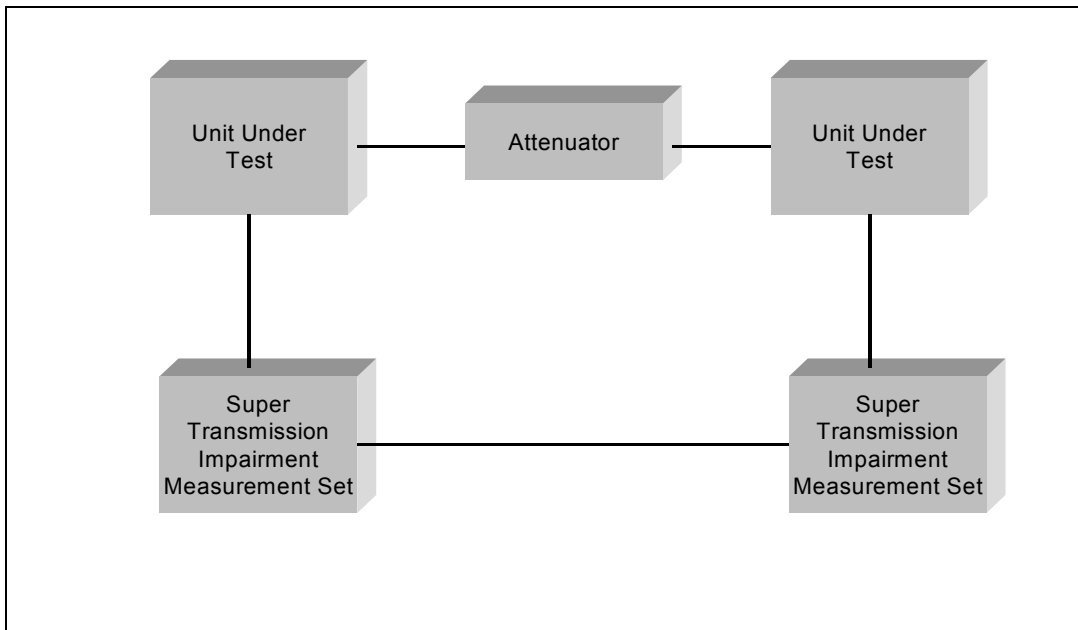 Unit Under
Test
Attenuator
Unit Under
Test
Super
Transmission
Impairment
Measurement Set
Super
Transmission
Impairment
Measurement Set